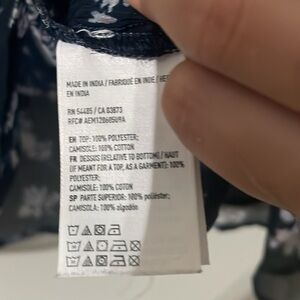 MADE IN INDIA / FABRIQUÉ EN INDE / HE
EN INDIA
RN 54485 / CA 03873
RFC# AEM120605U9A
EN TOP: 100% POLYESTER;
CAMISOLE: 100% COTTON
FR DESSUS (RELATIVE TO BOTTOM) / HAUT
(IF MEANT FOR A TOP, AS A GARMENT): 100%
POLYESTER;
CAMISOLE: 100% COTON
SP PARTE SUPERIOR: 100% poliéster;
CAMISOLA: 100% algodón